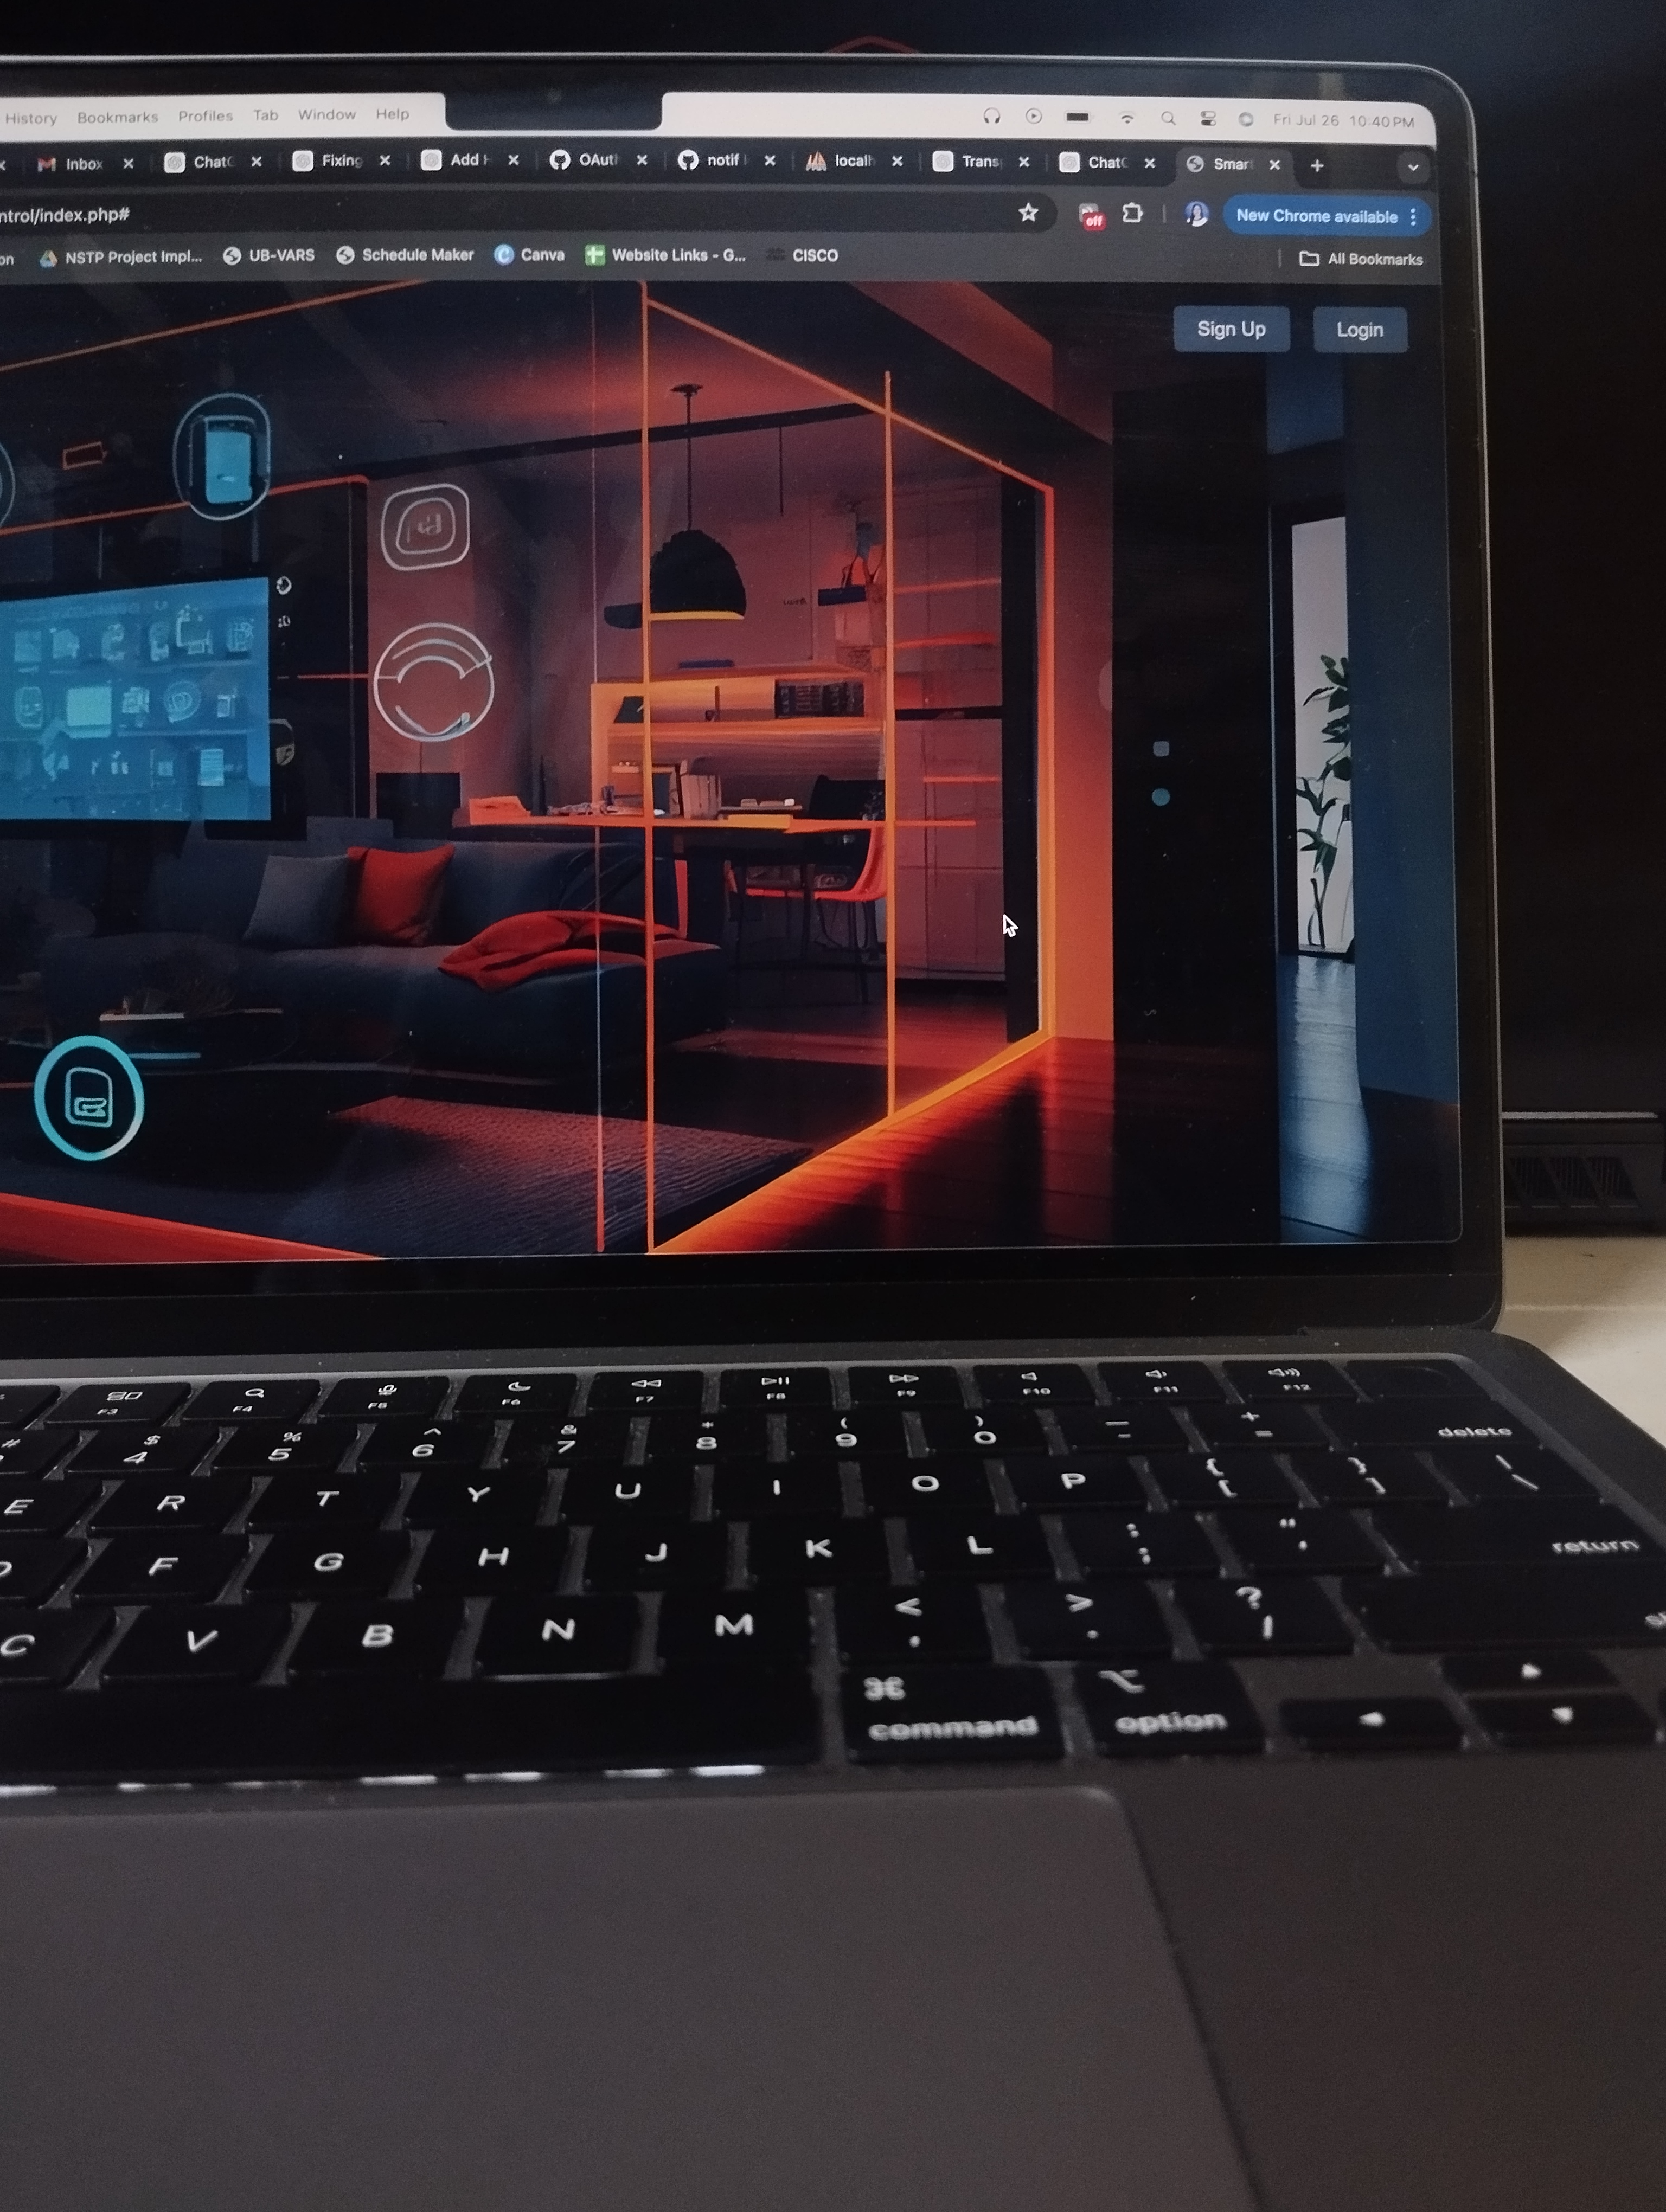 History Bookmarks Profiles Tab Window Help Fri Jul 26 10:40 PM
Inbox ChatG Fixing Add H OAuth notif localh Trans ChatG Smar
ntrol/index.php#
off
New Chrome available
on NSTP Project Impl... UB-VARS Schedule Maker Canva Website Links - G... CISCO All Bookmarks
Sign Up Login
F3 F4 F5 F6 F7 F8 F9 F10 F11 F12
# $ 4 % 5 ^ 6 & 7 * 8 ( 9 ) 0 — - + = delete
E R T Y U I O P { [ } ] | \
F G H J K L : ; " ' return
C V B N M < , > . ? /
⌘ command ⌥ option